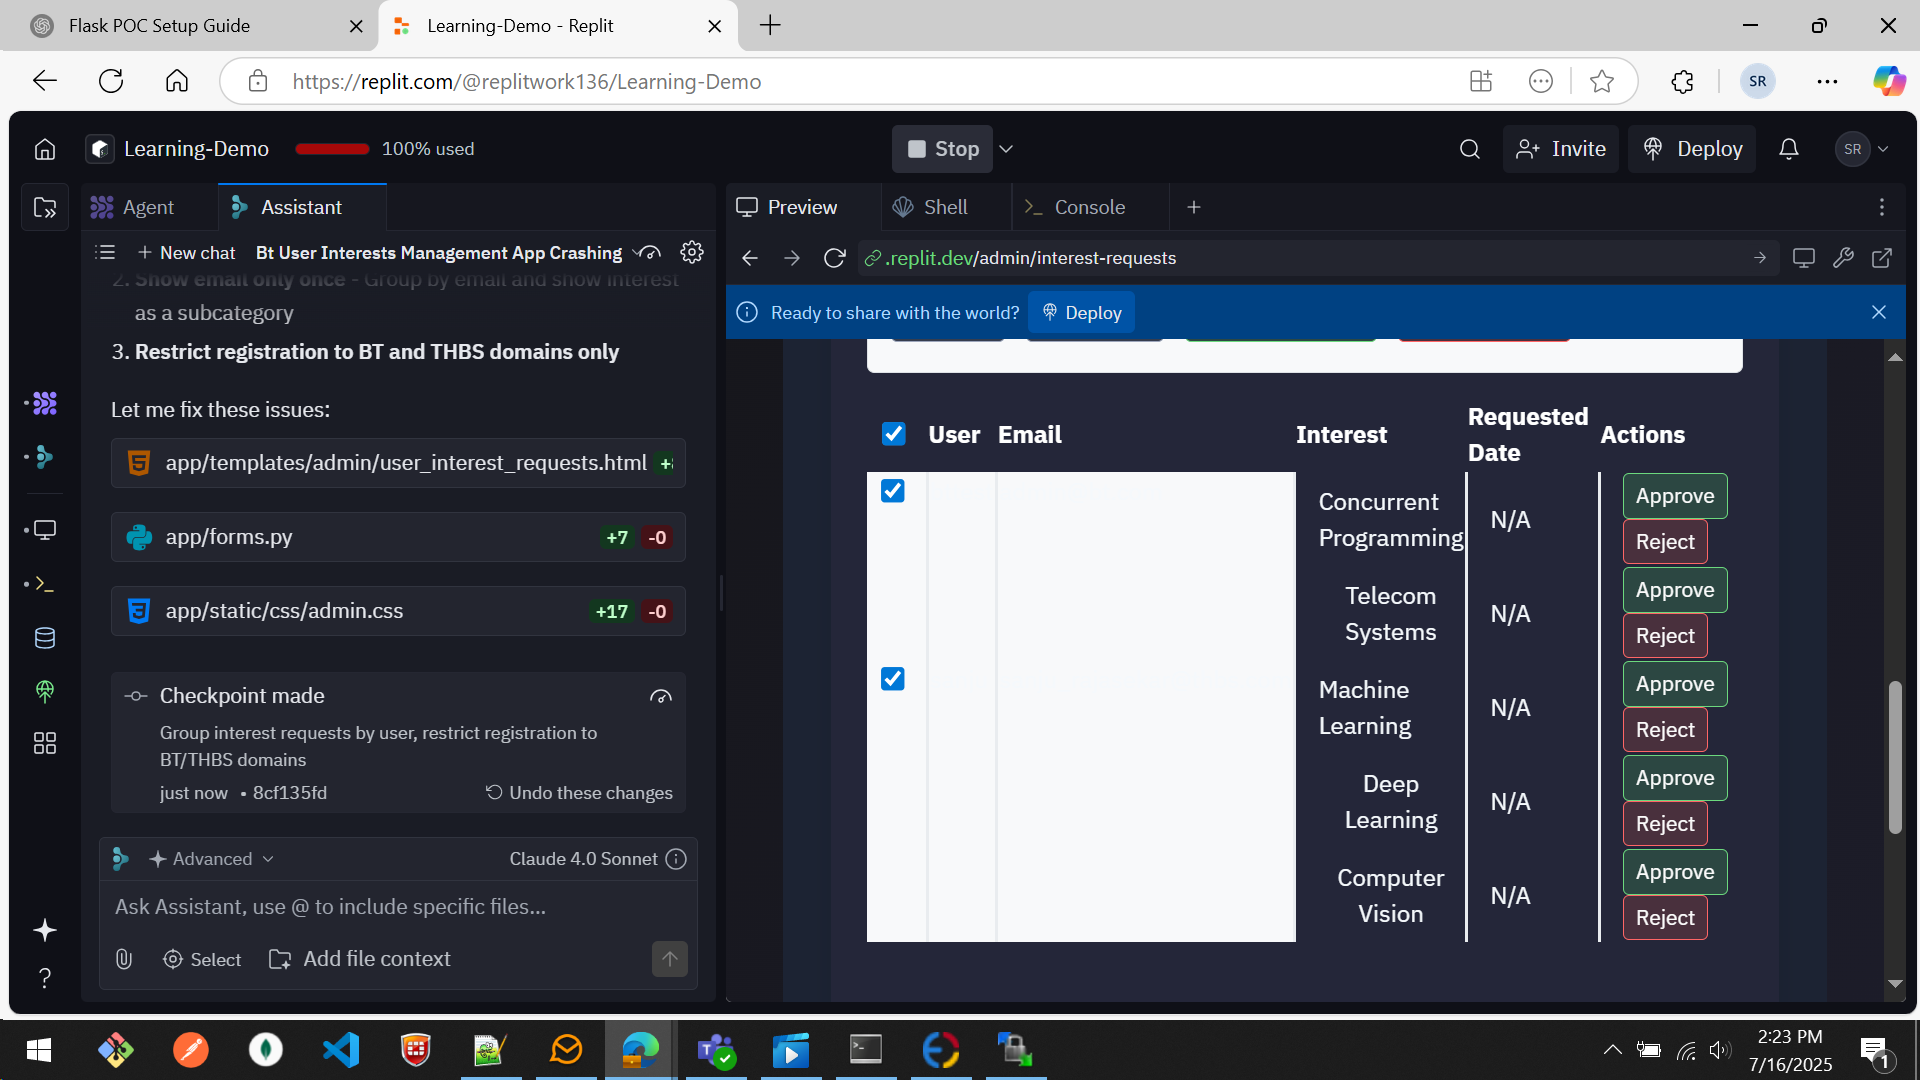 Flask POC Setup Guide
Learning-Demo - Replit
https://replit.com/@replitwork136/Learning-Demo
SR
Learning-Demo
100% used
Stop
Invite
Deploy
SR
Agent
Assistant
Preview
Shell
Console
New chat
Bt User Interests Management App Crashing
.replit.dev/admin/interest-requests
Ready to share with the world?
Deploy
2. Show email only once - Group by email and show interest
as a subcategory
3. Restrict registration to BT and THBS domains only
Let me fix these issues:
app/templates/admin/user_interest_requests.html
app/forms.py +7 -0
app/static/css/admin.css +17 -0
Checkpoint made
Group interest requests by user, restrict registration to
BT/THBS domains
just now • 8cf135fd
Undo these changes
Advanced
Claude 4.0 Sonnet
Ask Assistant, use @ to include specific files...
Select
Add file context
User Email Interest Requested Date Actions
Concurrent
Programming
N/A
Approve
Reject
Telecom
Systems
N/A
Approve
Reject
Machine
Learning
N/A
Approve
Reject
Deep
Learning
N/A
Approve
Reject
Computer
Vision
N/A
Approve
Reject
2:23 PM
7/16/2025
1